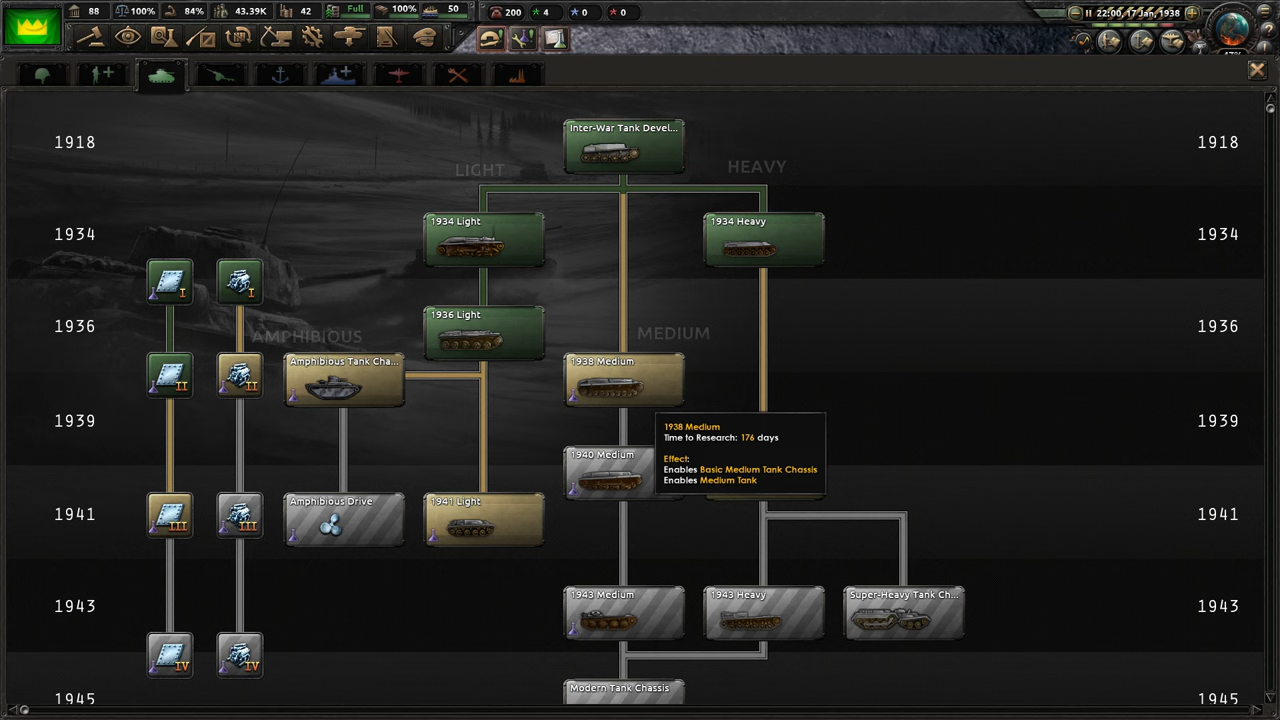 88 100% 84% 43.39K 42 Full 100% 50 200 4 0 0 22:00, 17 Jan, 1938
47%
1918 Inter-War Tank Devel... 1918
LIGHT HEAVY
1934 1934 Light 1934 Heavy 1934
I I
1936 1936 Light 1936
AMPHIBIOUS MEDIUM
II II Amphibious Tank Cha... 1938 Medium
1939 1939
1938 Medium
Time to Research: 176 days
Effect:
Enables Basic Medium Tank Chassis
Enables Medium Tank
1940 Medium
1941 III III Amphibious Drive 1941 Light 1941
1943 1943 Medium 1943 Heavy Super-Heavy Tank Ch... 1943
IV IV
1945 Modern Tank Chassis 1945